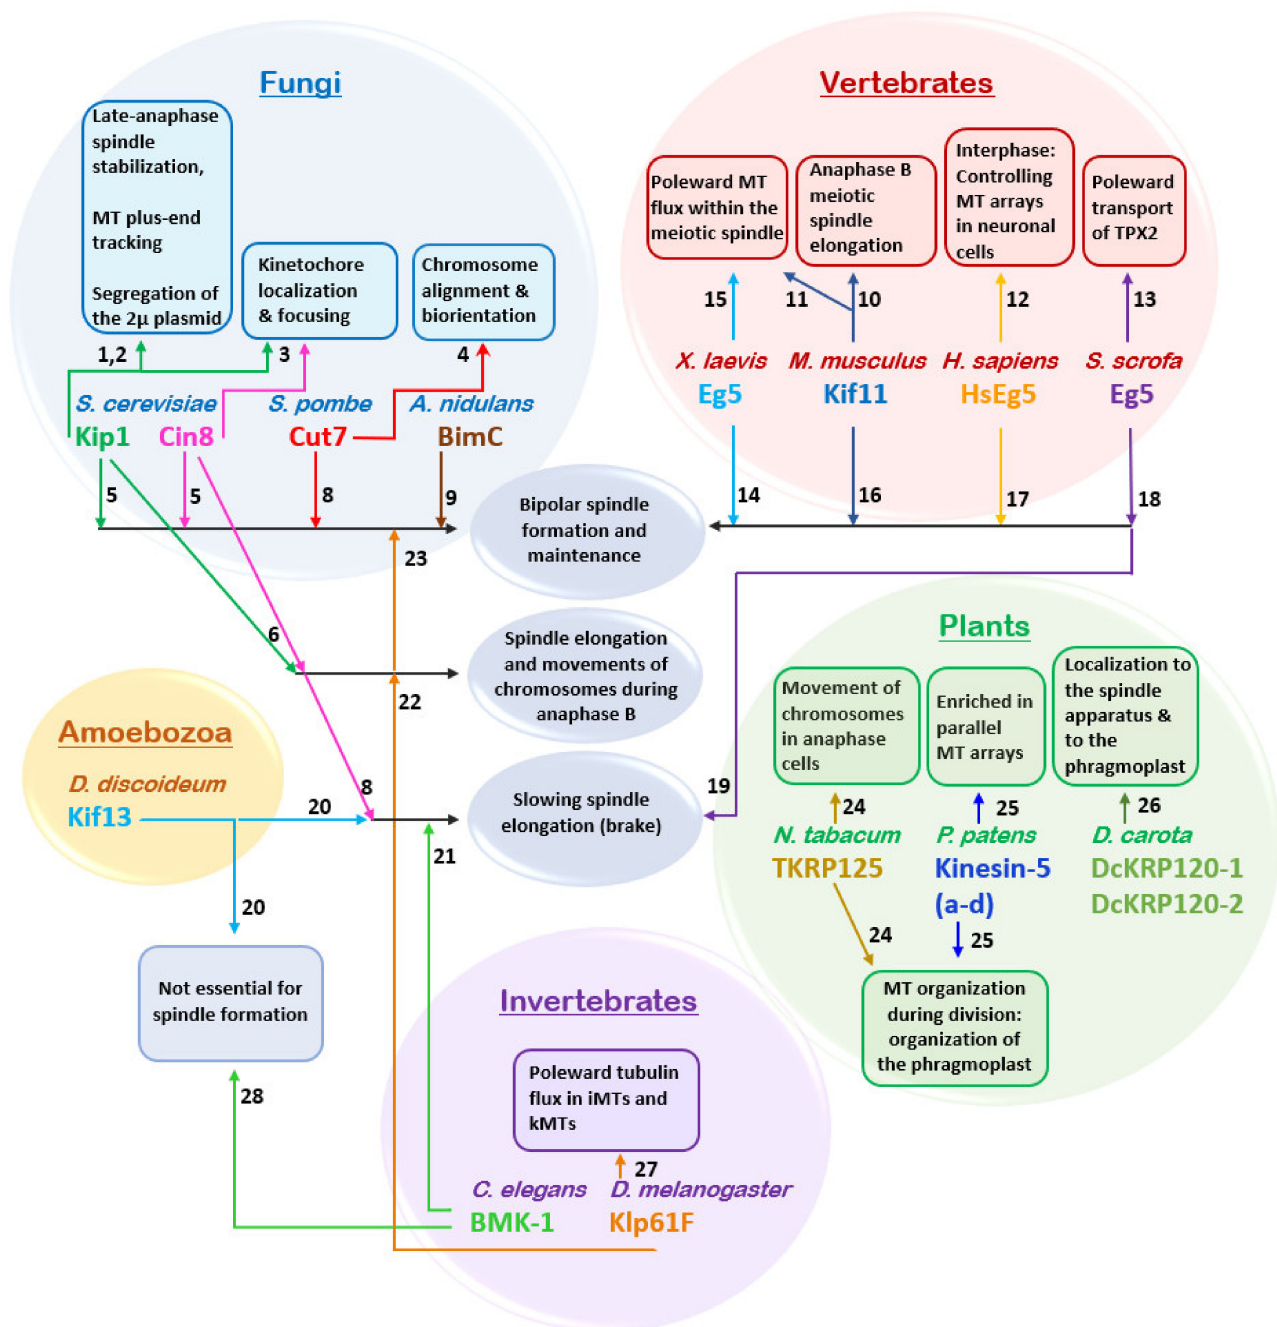 Fungi
Late-anaphase
spindle
stabilization,
MT plus-end
tracking
Segregation of
the 2µ plasmid
Kinetochore
localization
& focusing
Chromosome
alignment &
biorientation
1,2
3
4
S. cerevisiae
S. pombe
A. nidulans
Kip1
Cin8
Cut7
BimC
5
5
8
9
6
23
22
8
Vertebrates
Poleward MT
flux within the
meiotic spindle
Anaphase B
meiotic
spindle
elongation
Interphase:
Controlling
MT arrays
in neuronal
cells
Poleward
transport
of TPX2
15
11
10
12
13
X. laevis
M. musculus
H. sapiens
S. scrofa
Eg5
Kif11
HsEg5
Eg5
14
16
17
18
19
Bipolar spindle
formation and
maintenance
Spindle elongation
and movements of
chromosomes during
anaphase B
Slowing spindle
elongation (brake)
Amoebozoa
D. discoideum
Kif13
20
20
21
Not essential for
spindle formation
28
Plants
Movement of
chromosomes
in anaphase
cells
Enriched in
parallel
MT arrays
Localization to
the spindle
apparatus &
to the
phragmoplast
24
25
26
N. tabacum
P. patens
D. carota
TKRP125
Kinesin-5
(a-d)
DcKRP120-1
DcKRP120-2
24
25
MT organization
during division:
organization of
the phragmoplast
Invertebrates
Poleward tubulin
flux in iMTs and
kMTs
27
C. elegans
D. melanogaster
BMK-1
Klp61F